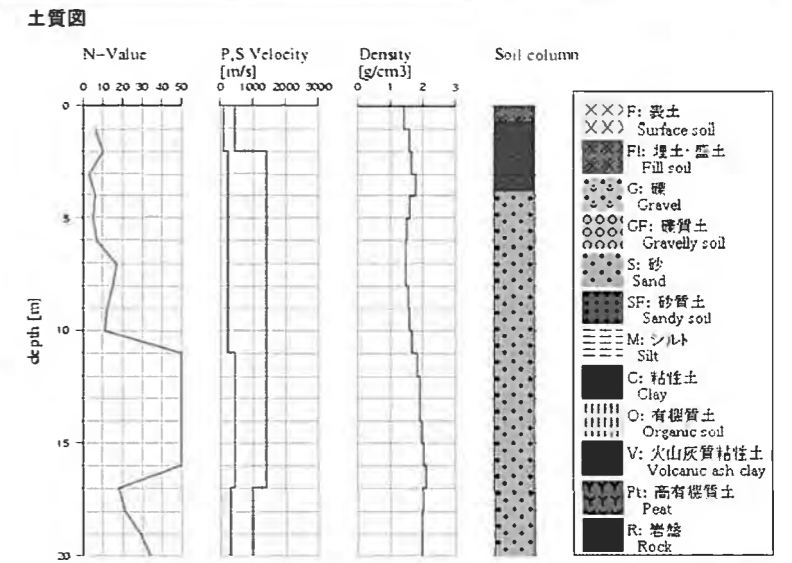 土質図
N-Value
P,S Velocity
[m/s]
Density
[g/cm3]
Soil column
0 10 20 30 40 50
0 1000 2000 3000
0 1 2 3
0
5
10
15
20
depth [m]
F: 表土
Surface soil
Fl: 埋土・盛土
Fill soil
G: 礫
Gravel
GF: 礫質土
Gravelly soil
S: 砂
Sand
SF: 砂質土
Sandy soil
M: シルト
Silt
C: 粘性土
Clay
O: 有機質土
Organic soil
V: 火山灰質粘性土
Volcanic ash clay
Pt: 高有機質土
Peat
R: 岩盤
Rock